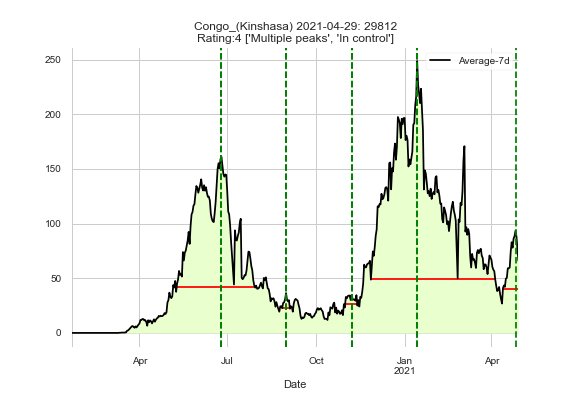 Congo_(Kinshasa) 2021-04-29: 29812
Rating:4 ['Multiple peaks', 'In control']
Average-7d
250
200
150
100
50
0
Apr
Jul
Oct
Jan
2021
Apr
Date